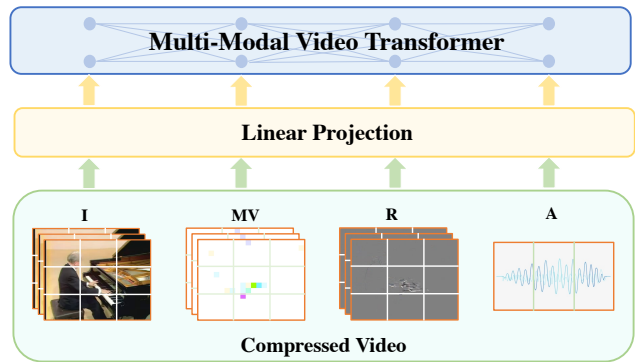 Multi-Modal Video Transformer
Linear Projection
I MV R A
Compressed Video